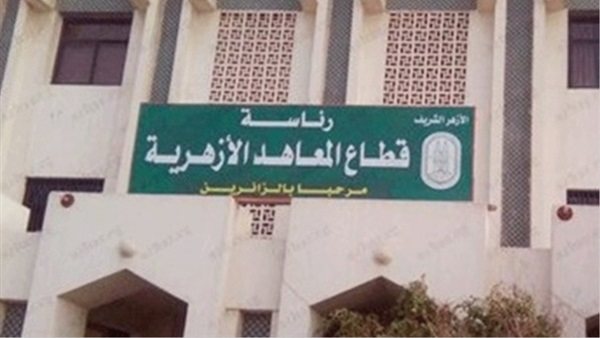 الأزهر الشريف
رئاسة
قطاع المعاهد الأزهرية
مرحبا بالزائرين